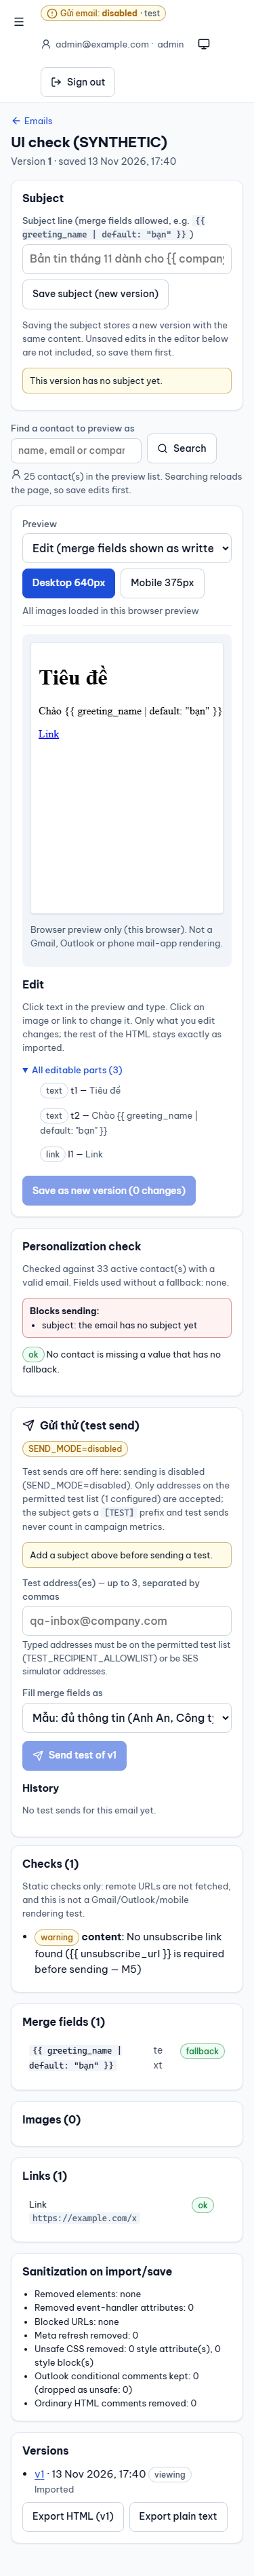 Gửi email: disabled · test
admin@example.com · admin
Sign out
← Emails
UI check (SYNTHETIC)
Version 1 · saved 13 Nov 2026, 17:40
Subject
Subject line (merge fields allowed, e.g. {{
greeting_name | default: "bạn" }} )
Bản tin tháng 11 dành cho {{ company
Save subject (new version)
Saving the subject stores a new version with the
same content. Unsaved edits in the editor below
are not included, so save them first.
This version has no subject yet.
Find a contact to preview as
name, email or compar
Search
25 contact(s) in the preview list. Searching reloads
the page, so save edits first.
Preview
Edit (merge fields shown as writte
Desktop 640px
Mobile 375px
All images loaded in this browser preview
Tiêu đề
Chào {{ greeting_name | default: "bạn" }}
Link
Browser preview only (this browser). Not a
Gmail, Outlook or phone mail-app rendering.
Edit
Click text in the preview and type. Click an
image or link to change it. Only what you edit
changes; the rest of the HTML stays exactly as
imported.
▼ All editable parts (3)
text t1 — Tiêu đề
text t2 — Chào {{ greeting_name |
default: "bạn" }}
link l1 — Link
Save as new version (0 changes)
Personalization check
Checked against 33 active contact(s) with a
valid email. Fields used without a fallback: none.
Blocks sending:
• subject: the email has no subject yet
ok No contact is missing a value that has no
fallback.
Gửi thử (test send)
SEND_MODE=disabled
Test sends are off here: sending is disabled
(SEND_MODE=disabled). Only addresses on the
permitted test list (1 configured) are accepted;
the subject gets a [TEST] prefix and test sends
never count in campaign metrics.
Add a subject above before sending a test.
Test address(es) — up to 3, separated by
commas
qa-inbox@company.com
Typed addresses must be on the permitted test list
(TEST_RECIPIENT_ALLOWLIST) or be SES
simulator addresses.
Fill merge fields as
Mẫu: đủ thông tin (Anh An, Công ty
Send test of v1
History
No test sends for this email yet.
Checks (1)
Static checks only: remote URLs are not fetched,
and this is not a Gmail/Outlook/mobile
rendering test.
• warning content: No unsubscribe link
found ({{ unsubscribe_url }} is required
before sending — M5)
Merge fields (1)
{{ greeting_name | te fallback
default: "bạn" }} xt
Images (0)
Links (1)
Link ok
https://example.com/x
Sanitization on import/save
• Removed elements: none
• Removed event-handler attributes: 0
• Blocked URLs: none
• Meta refresh removed: 0
• Unsafe CSS removed: 0 style attribute(s), 0
style block(s)
• Outlook conditional comments kept: 0
(dropped as unsafe: 0)
• Ordinary HTML comments removed: 0
Versions
• v1 · 13 Nov 2026, 17:40 viewing
Imported
Export HTML (v1)
Export plain text